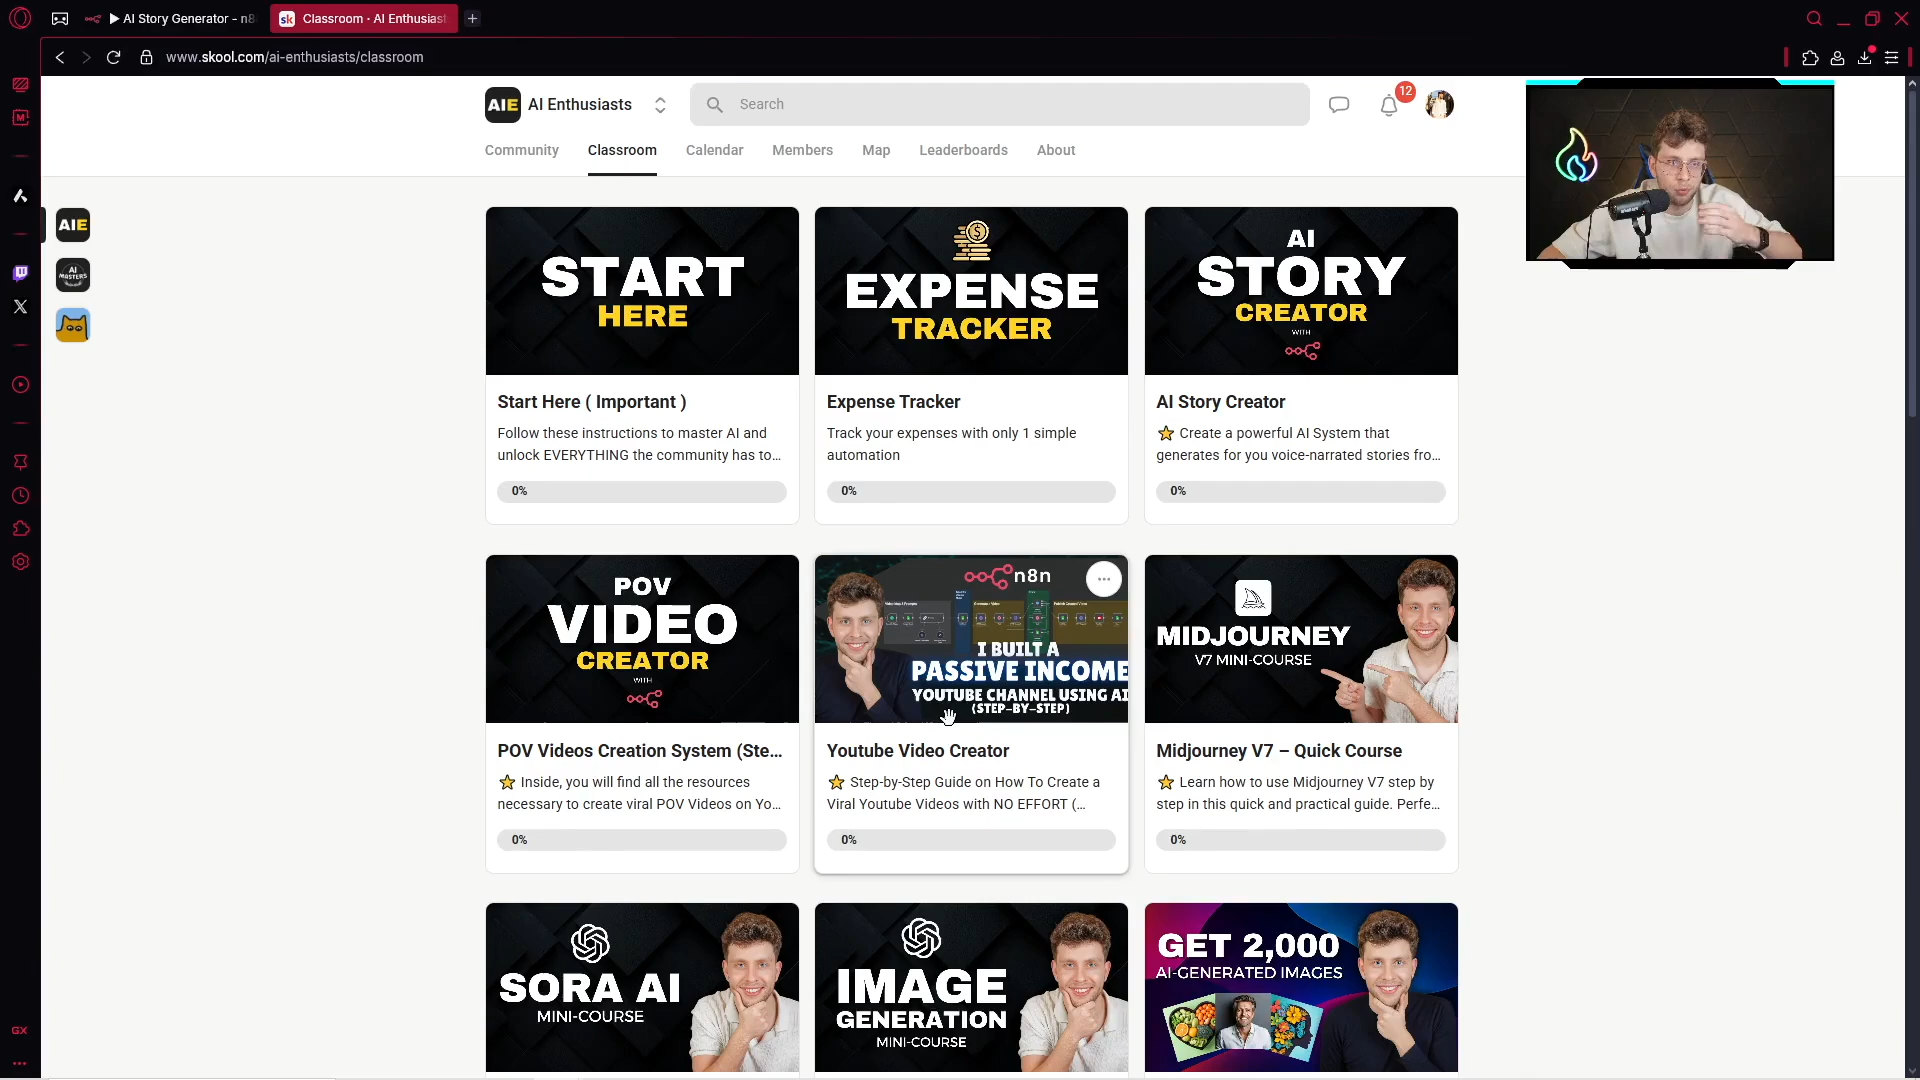 ▶ AI Story Generator - n8
sk
Classroom · AI Enthusiast
www.skool.com/ai-enthusiasts/classroom
AIE
AI Enthusiasts
Search
12
Community
Classroom
Calendar
Members
Map
Leaderboards
About
AIE
AI
MASTERS
START
HERE
EXPENSE
TRACKER
AI
STORY
CREATOR
WITH
Start Here ( Important )
Follow these instructions to master AI and
unlock EVERYTHING the community has to…
0%
Expense Tracker
Track your expenses with only 1 simple
automation
0%
AI Story Creator
⭐ Create a powerful AI System that
generates for you voice-narrated stories fro…
0%
POV
VIDEO
CREATOR
WITH
n8n
I BUILT A
PASSIVE INCOME
YOUTUBE CHANNEL USING AI
(STEP-BY-STEP)
MIDJOURNEY
V7 MINI-COURSE
POV Videos Creation System (Ste…
⭐ Inside, you will find all the resources
necessary to create viral POV Videos on Yo…
0%
Youtube Video Creator
⭐ Step-by-Step Guide on How To Create a
Viral Youtube Videos with NO EFFORT (…
0%
Midjourney V7 – Quick Course
⭐ Learn how to use Midjourney V7 step by
step in this quick and practical guide. Perfe…
0%
SORA AI
MINI-COURSE
IMAGE
GENERATION
MINI-COURSE
GET 2,000
AI-GENERATED IMAGES
GX